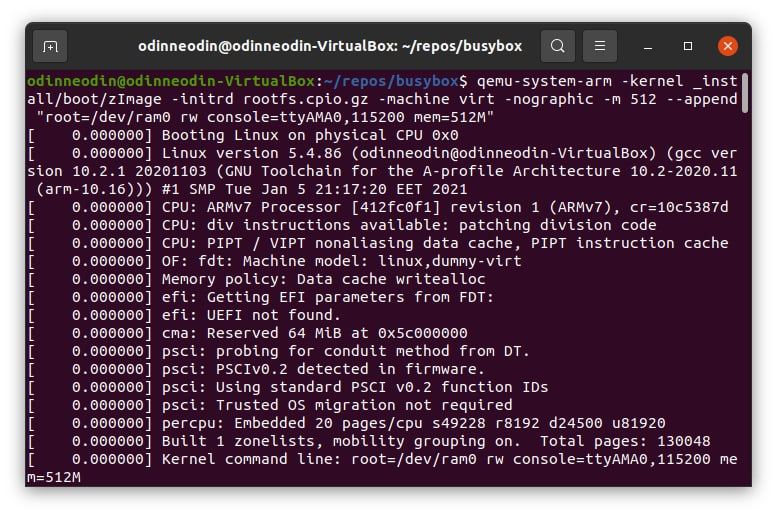 odinneodin@odinneodin-VirtualBox: ~/repos/busybox
odinneodin@odinneodin-VirtualBox:~/repos/busybox$ qemu-system-arm -kernel _inst
all/boot/zImage -initrd rootfs.cpio.gz -machine virt -nographic -m 512 --append
 "root=/dev/ram0 rw console=ttyAMA0,115200 mem=512M"
[    0.000000] Booting Linux on physical CPU 0x0
[    0.000000] Linux version 5.4.86 (odinneodin@odinneodin-VirtualBox) (gcc ver
sion 10.2.1 20201103 (GNU Toolchain for the A-profile Architecture 10.2-2020.11
 (arm-10.16))) #1 SMP Tue Jan 5 21:17:20 EET 2021
[    0.000000] CPU: ARMv7 Processor [412fc0f1] revision 1 (ARMv7), cr=10c5387d
[    0.000000] CPU: div instructions available: patching division code
[    0.000000] CPU: PIPT / VIPT nonaliasing data cache, PIPT instruction cache
[    0.000000] OF: fdt: Machine model: linux,dummy-virt
[    0.000000] Memory policy: Data cache writealloc
[    0.000000] efi: Getting EFI parameters from FDT:
[    0.000000] efi: UEFI not found.
[    0.000000] cma: Reserved 64 MiB at 0x5c000000
[    0.000000] psci: probing for conduit method from DT.
[    0.000000] psci: PSCIv0.2 detected in firmware.
[    0.000000] psci: Using standard PSCI v0.2 function IDs
[    0.000000] psci: Trusted OS migration not required
[    0.000000] percpu: Embedded 20 pages/cpu s49228 r8192 d24500 u81920
[    0.000000] Built 1 zonelists, mobility grouping on.  Total pages: 130048
[    0.000000] Kernel command line: root=/dev/ram0 rw console=ttyAMA0,115200 me
m=512M